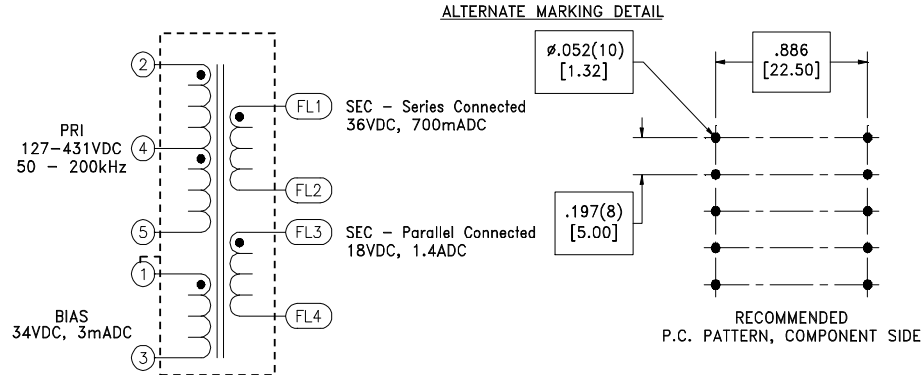 ALTERNATE MARKING DETAIL
2
PRI
127-431VDC
50 - 200kHz
4
5
1
BIAS
34VDC, 3mADC
3
FL1
SEC - Series Connected
36VDC, 700mADC
FL2
FL3
SEC - Parallel Connected
18VDC, 1.4ADC
FL4
Ø.052(10)
[1.32]
.886
[22.50]
.197(8)
[5.00]
RECOMMENDED
P.C. PATTERN, COMPONENT SIDE